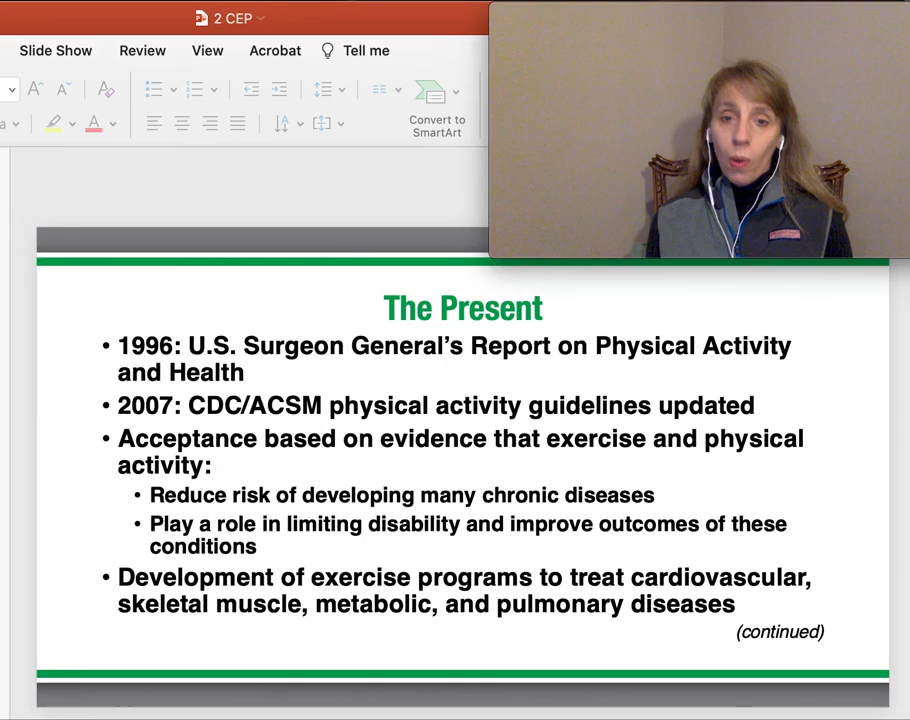 2 CEP
Slide Show Review View Acrobat Tell me
Convert to
SmartArt
The Present
• 1996: U.S. Surgeon General’s Report on Physical Activity
and Health
• 2007: CDC/ACSM physical activity guidelines updated
• Acceptance based on evidence that exercise and physical
activity:
• Reduce risk of developing many chronic diseases
• Play a role in limiting disability and improve outcomes of these
conditions
• Development of exercise programs to treat cardiovascular,
skeletal muscle, metabolic, and pulmonary diseases
(continued)